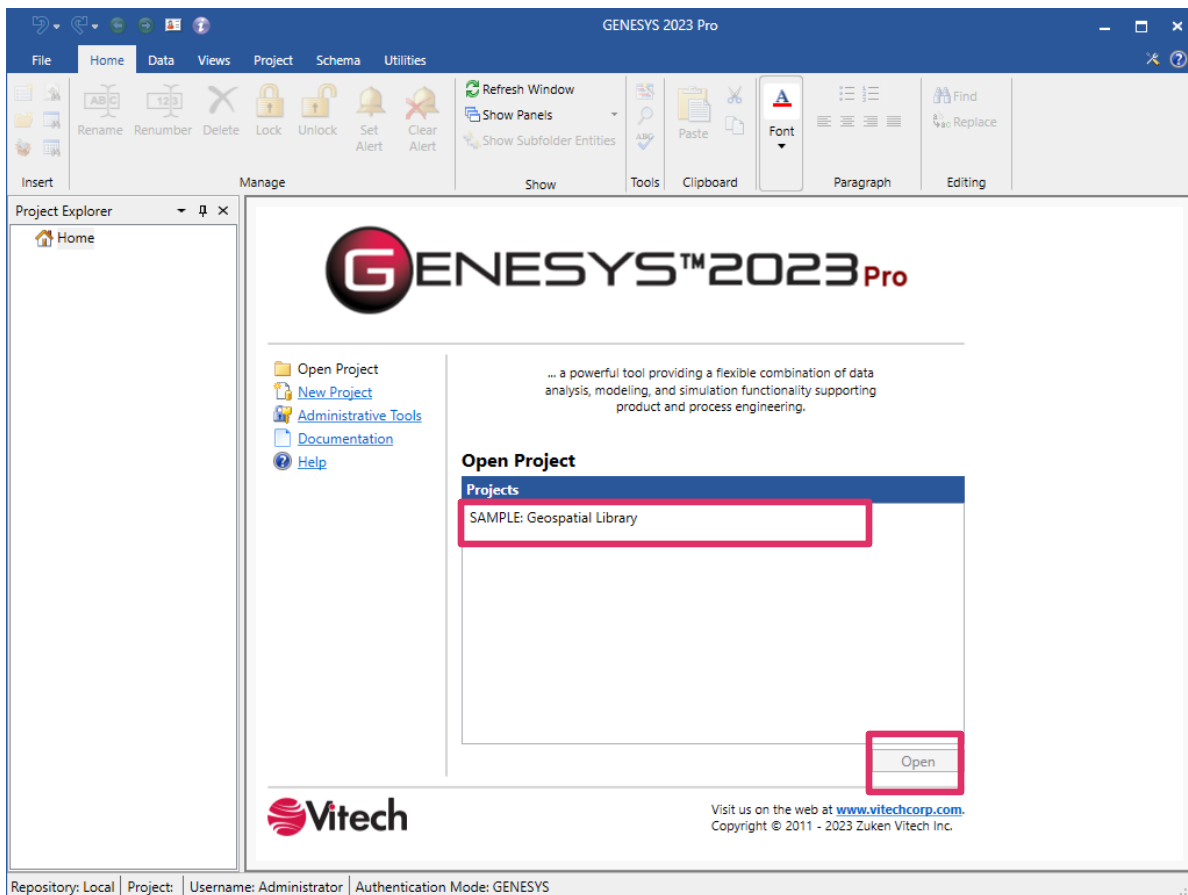 GENESYS 2023 Pro
File Home Data Views Project Schema Utilities
Rename Renumber Delete Lock Unlock Set Alert Clear Alert
Refresh Window
Show Panels
Show Subfolder Entities
Paste
Font
Find
Replace
Insert Manage Show Tools Clipboard Paragraph Editing
Project Explorer
Home
GENESYS™2023 Pro
Open Project
New Project
Administrative Tools
Documentation
Help
... a powerful tool providing a flexible combination of data
analysis, modeling, and simulation functionality supporting
product and process engineering.
Open Project
Projects
SAMPLE: Geospatial Library
Open
Vitech
Visit us on the web at www.vitechcorp.com.
Copyright © 2011 - 2023 Zuken Vitech Inc.
Repository: Local Project: Username: Administrator Authentication Mode: GENESYS